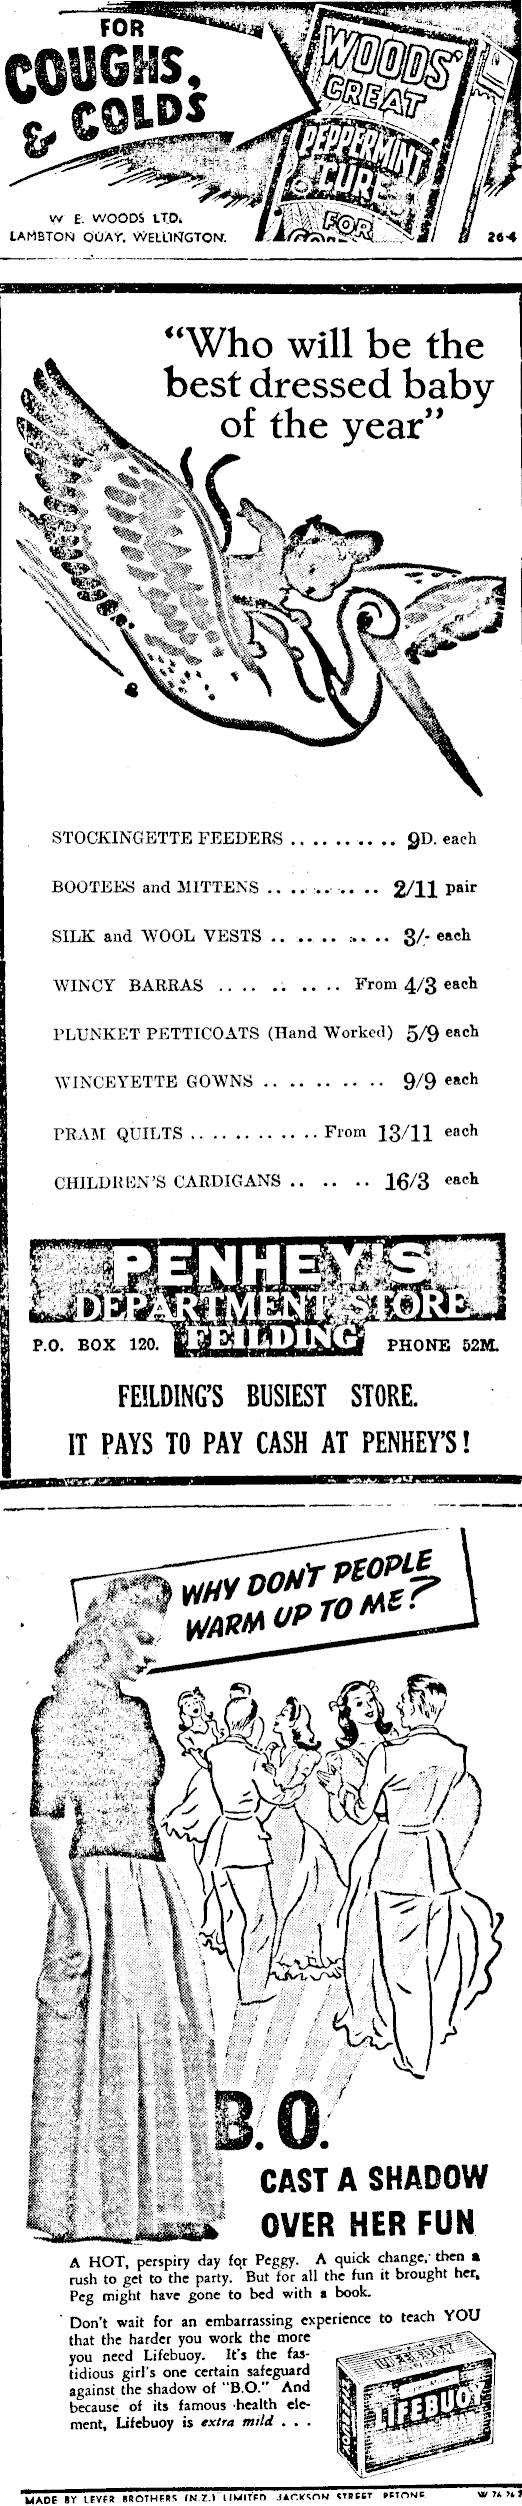 FOR
COUGHS,
& COLDS
WOODS'
GREAT
PEPPERMINT
CURE
FOR
W. E. WOODS LTD.
LAMBTON QUAY, WELLINGTON.
26-4
"Who will be the
best dressed baby
of the year"
STOCKINGETTE FEEDERS .. .. .. .. .. 9D. each
BOOTEES and MITTENS .. .. .. .. .. 2/11 pair
SILK and WOOL VESTS .. .. .. .. .. 3/- each
WINCY BARRAS .. .. .. .. .. From 4/3 each
PLUNKET PETTICOATS (Hand Worked) 5/9 each
WINCEYETTE GOWNS .. .. .. .. .. 9/9 each
PRAM QUILTS .. .. .. .. .. .. From 13/11 each
CHILDREN'S CARDIGANS .. .. .. .. 16/3 each
PENHEY'S
DEPARTMENT STORE
P.O. BOX 120. FEILDING PHONE 52M.
FEILDING'S BUSIEST STORE.
IT PAYS TO PAY CASH AT PENHEY'S!
WHY DON'T PEOPLE
WARM UP TO ME?
B.O.
CAST A SHADOW
OVER HER FUN
A HOT, perspiry day for Peggy. A quick change, then a
rush to get to the party. But for all the fun it brought her,
Peg might have gone to bed with a book.
Don't wait for an embarrassing experience to teach YOU
that the harder you work the more
you need Lifebuoy. It's the fas-
tidious girl's one certain safeguard
against the shadow of "B.O." And
because of its famous health ele-
ment, Lifebuoy is extra mild . . .
LIFEBUOY
LIFEBUOY
MADE BY LEVER BROTHERS (N.Z.) LIMITED, JACKSON STREET, PETONE.